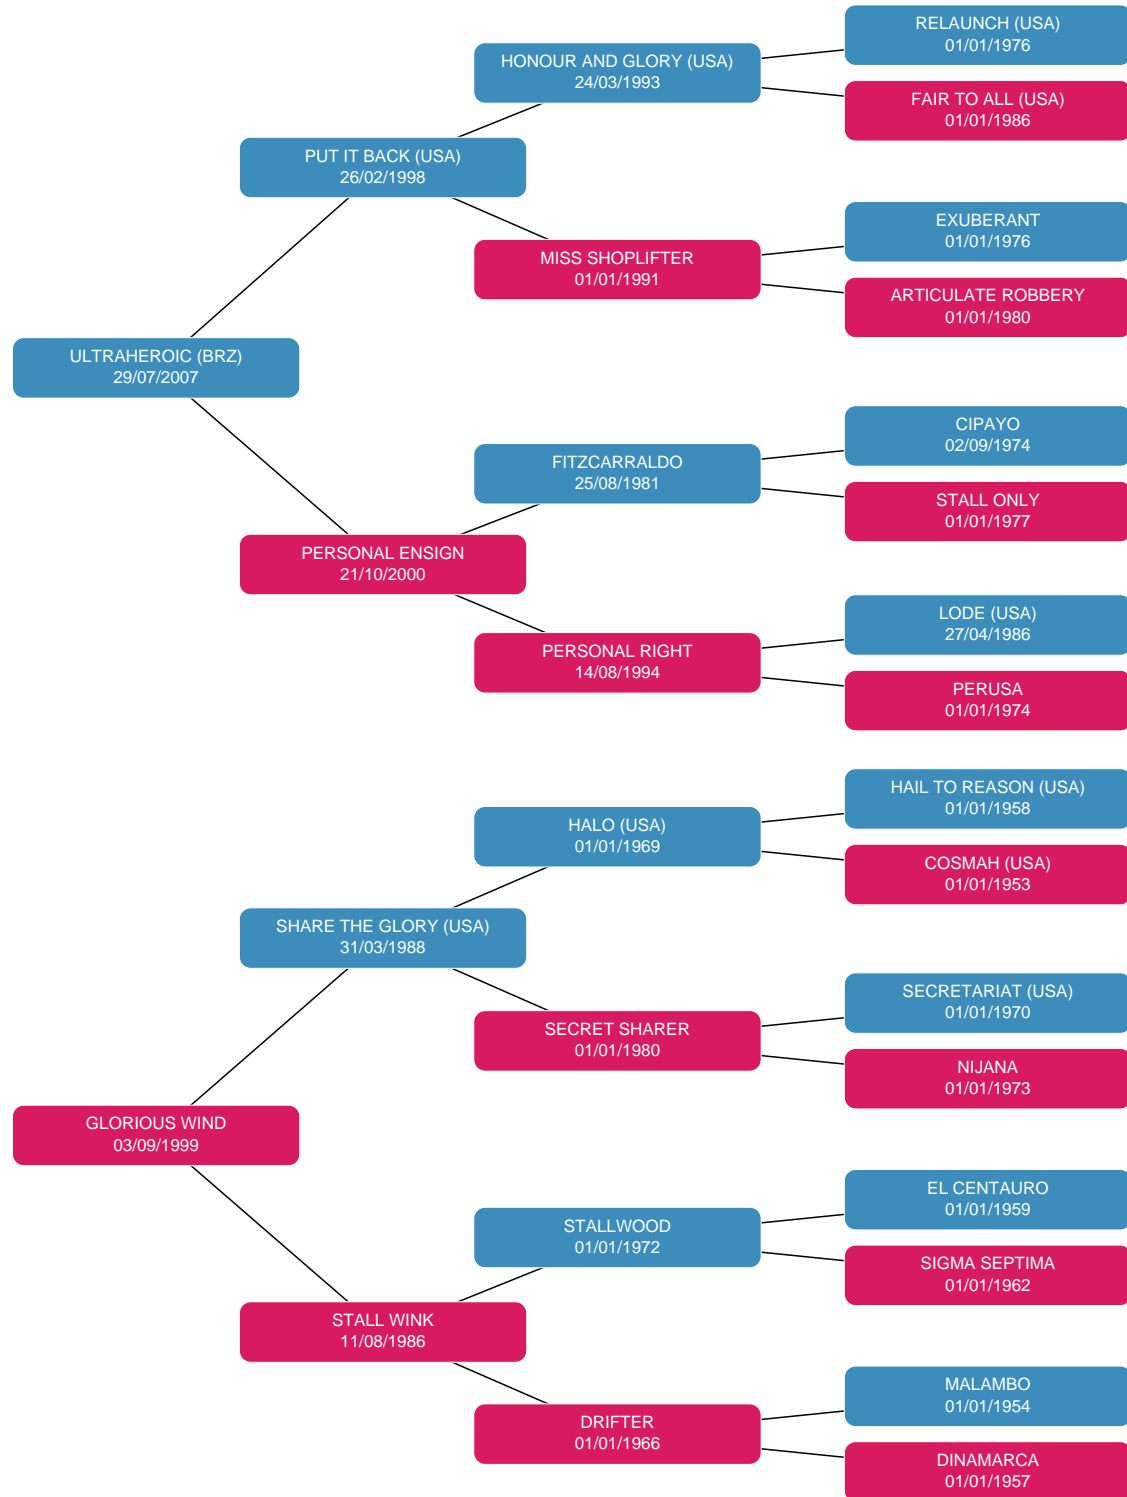 RELAUNCH (USA)
01/01/1976
HONOUR AND GLORY (USA)
24/03/1993
FAIR TO ALL (USA)
01/01/1986
PUT IT BACK (USA)
26/02/1998
EXUBERANT
01/01/1976
MISS SHOPLIFTER
01/01/1991
ARTICULATE ROBBERY
01/01/1980
ULTRAHEROIC (BRZ)
29/07/2007
CIPAYO
02/09/1974
FITZCARRALDO
25/08/1981
STALL ONLY
01/01/1977
PERSONAL ENSIGN
21/10/2000
LODE (USA)
27/04/1986
PERSONAL RIGHT
14/08/1994
PERUSA
01/01/1974
HAIL TO REASON (USA)
01/01/1958
HALO (USA)
01/01/1969
COSMAH (USA)
01/01/1953
SHARE THE GLORY (USA)
31/03/1988
SECRETARIAT (USA)
01/01/1970
SECRET SHARER
01/01/1980
NIJANA
01/01/1973
GLORIOUS WIND
03/09/1999
EL CENTAURO
01/01/1959
STALLWOOD
01/01/1972
SIGMA SEPTIMA
01/01/1962
STALL WINK
11/08/1986
MALAMBO
01/01/1954
DRIFTER
01/01/1966
DINAMARCA
01/01/1957